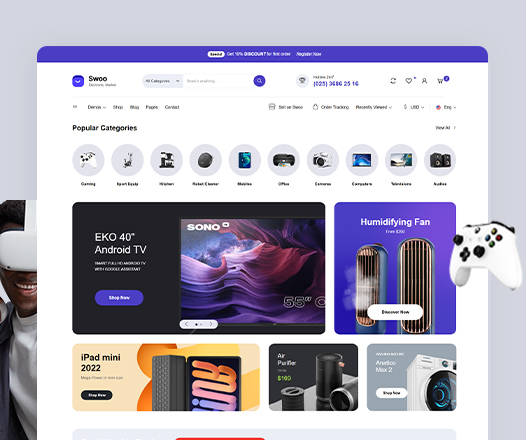 Special Get 10% DISCOUNT for first order Register Now
Swoo
Electronic Market
All Categories
Search anything...
Hotline 24/7
(025) 3686 25 16
Demos Shop Blog Pages Contact
Sell on Swoo Order Tracking Recently Viewed $ USD Eng
Popular Categories
View All
Gaming Sport Equip Kitchen Robot Cleaner Mobiles Office Cameras Computers Televisions Audios
EKO 40"
Android TV
SMART FULL HD ANDROID TV
WITH GOOGLE ASSISTANT
Shop Now
SONO
55"
Humidifying Fan
From $299
Discover Now
iPad mini
2022
Mega Power in mini size
Shop Now
Air
Purifier
FROM
$169
Anatico
Max 2
Shop Now